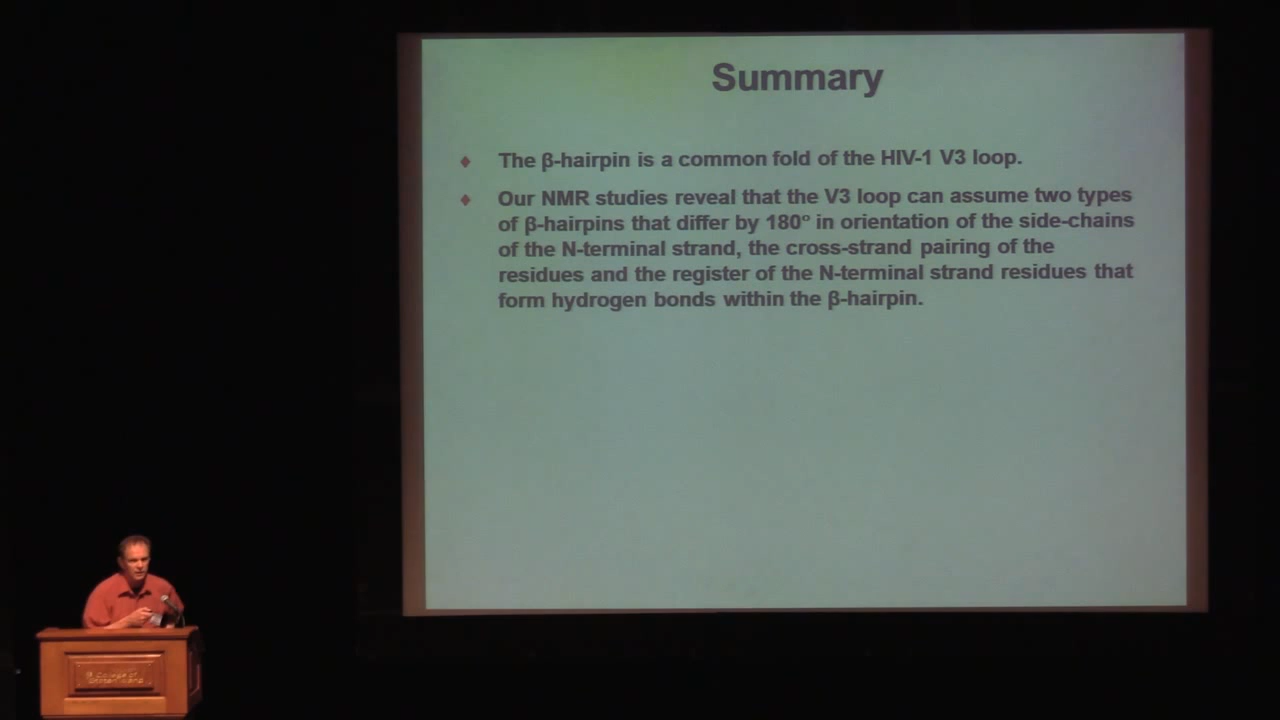 Summary
♦ The β-hairpin is a common fold of the HIV-1 V3 loop.
♦ Our NMR studies reveal that the V3 loop can assume two types
of β-hairpins that differ by 180° in orientation of the side-chains
of the N-terminal strand, the cross-strand pairing of the
residues and the register of the N-terminal strand residues that
form hydrogen bonds within the β-hairpin.
College of